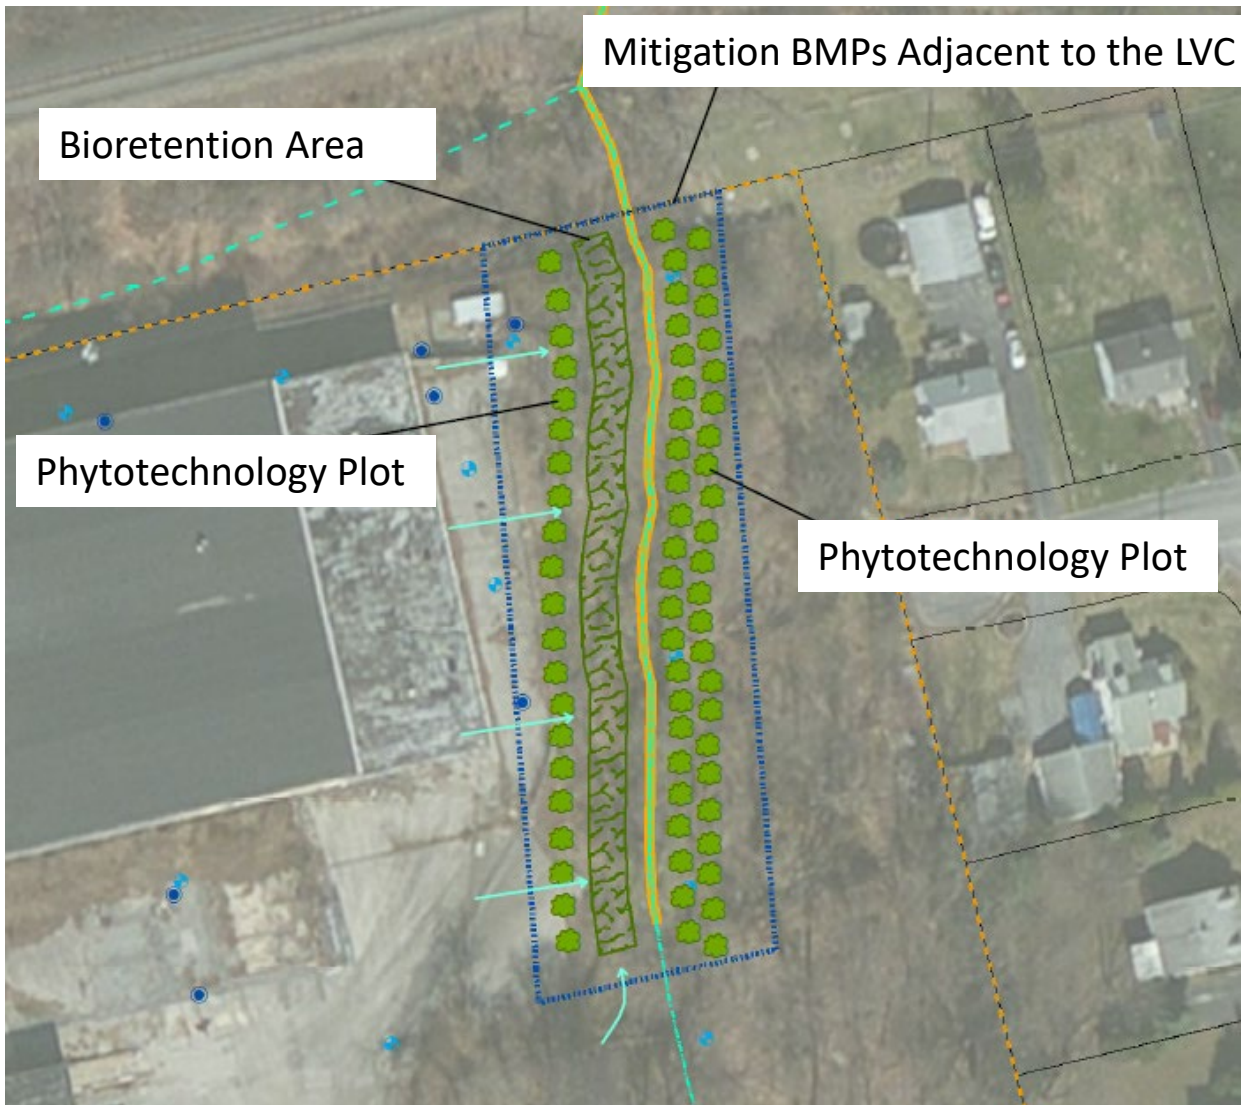 Mitigation BMPs Adjacent to the LVC
Bioretention Area
Phytotechnology Plot
Phytotechnology Plot